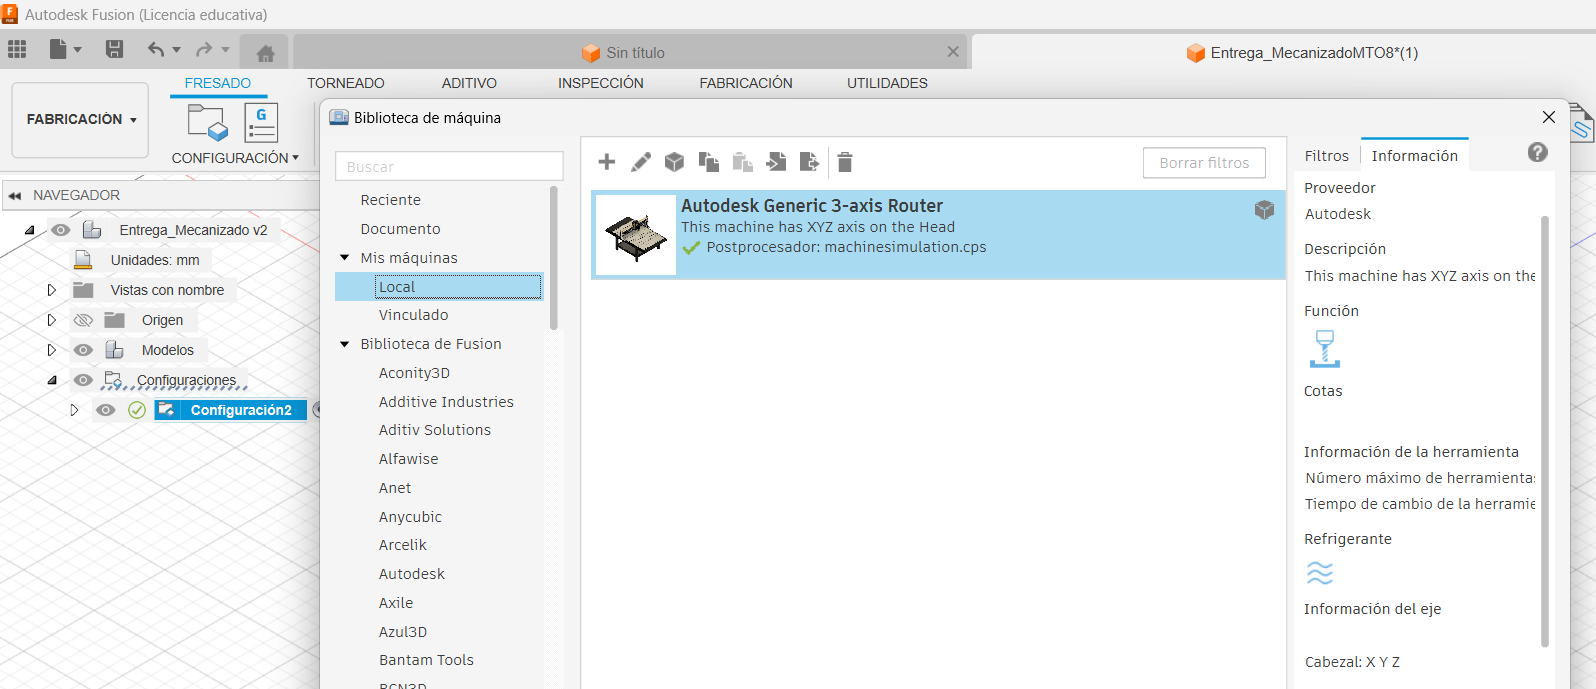 Autodesk Fusion (Licencia educativa)
Sin título
Entrega_MecanizadoMTO8*(1)
FABRICACIÓN
FRESADO
TORNEADO
ADITIVO
INSPECCIÓN
FABRICACIÓN
UTILIDADES
CONFIGURACIÓN
NAVEGADOR
Entrega_Mecanizado v2
Unidades: mm
Vistas con nombre
Origen
Modelos
Configuraciones
Configuración2
Biblioteca de máquina
Buscar
Reciente
Documento
Mis máquinas
Local
Vinculado
Biblioteca de Fusion
Aconity3D
Additive Industries
Aditiv Solutions
Alfawise
Anet
Anycubic
Arcelik
Autodesk
Axile
Azul3D
Bantam Tools
BCN3D
Borrar filtros
Autodesk Generic 3-axis Router
This machine has XYZ axis on the Head
Postprocesador: machinesimulation.cps
Filtros
Información
Proveedor
Autodesk
Descripción
This machine has XYZ axis on the
Función
Cotas
Información de la herramienta
Número máximo de herramientas
Tiempo de cambio de la herramie
Refrigerante
Información del eje
Cabezal: X Y Z